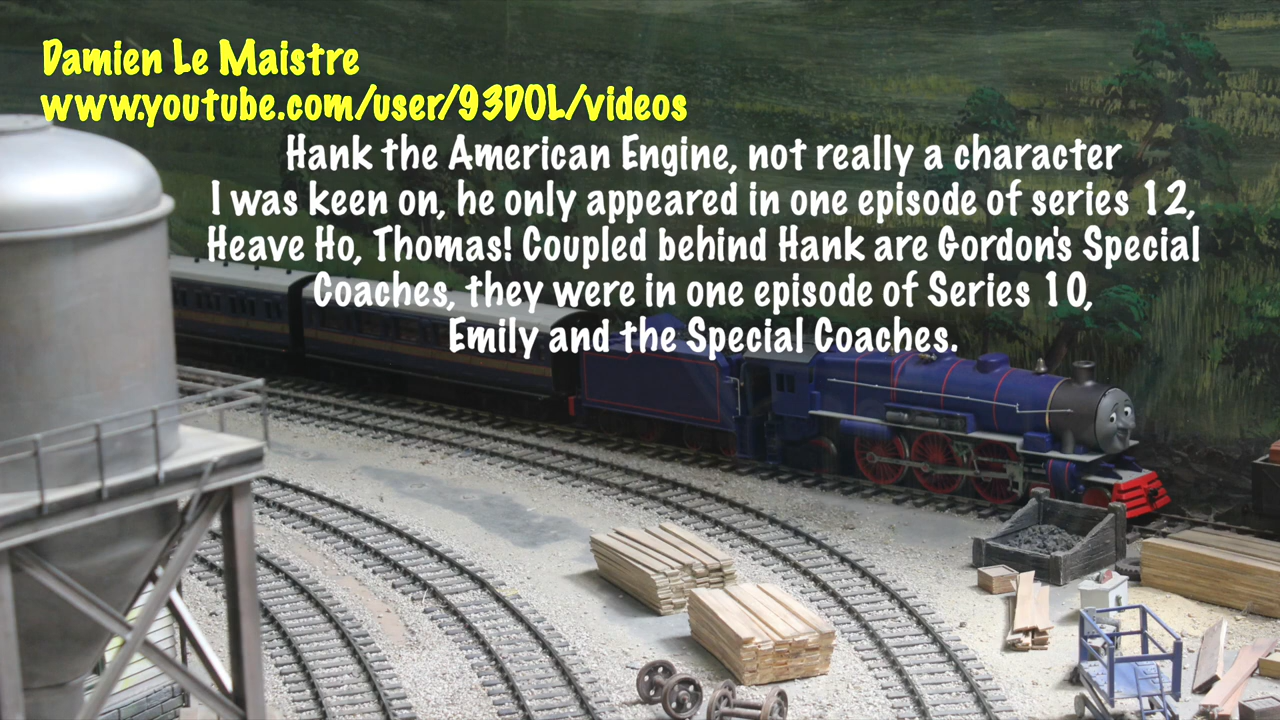 Damien Le Maistre
www.youtube.com/user/93DOL/videos
Hank the American Engine, not really a character
I was keen on, he only appeared in one episode of series 12,
Heave Ho, Thomas! Coupled behind Hank are Gordon's Special
Coaches, they were in one episode of Series 10,
Emily and the Special Coaches.